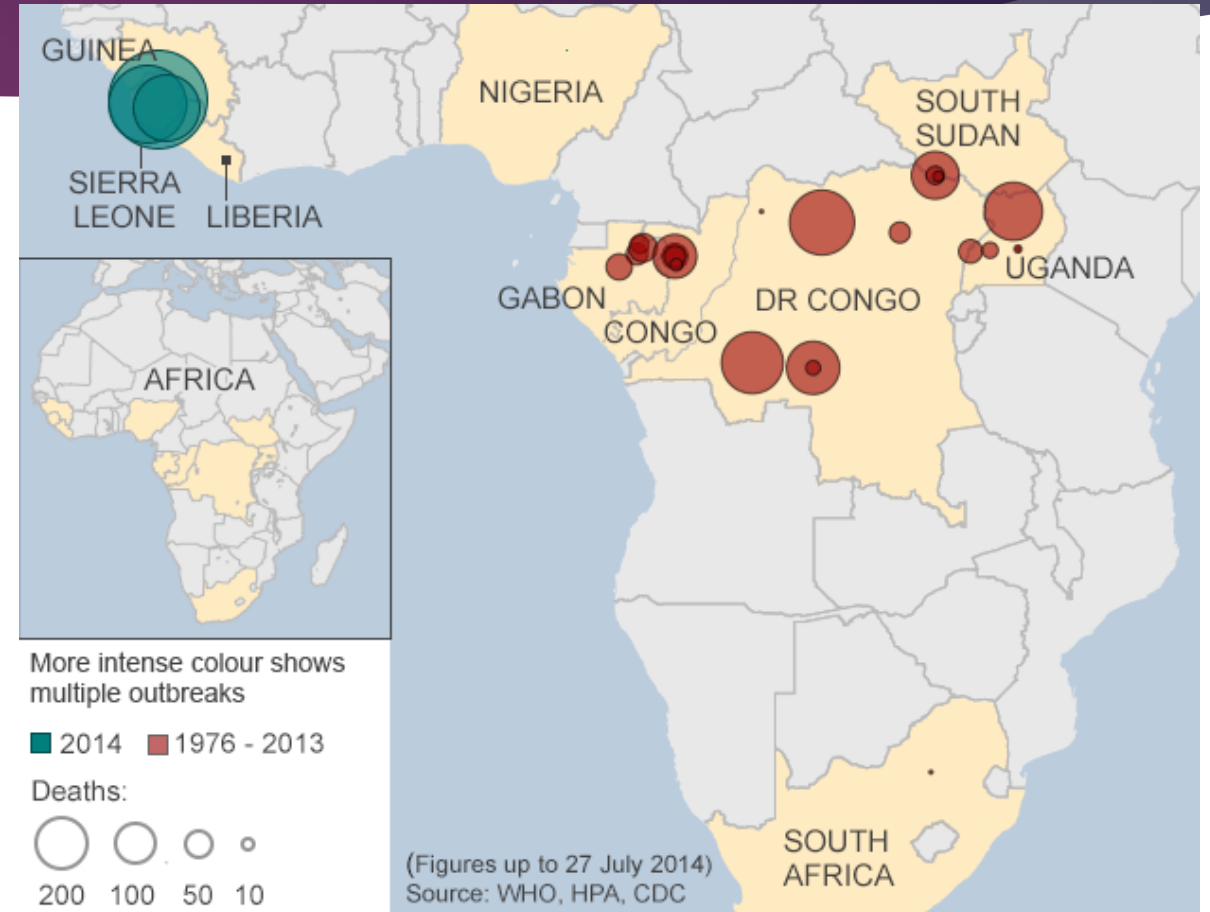 GUINEA
NIGERIA
SOUTH
SUDAN
SIERRA
LEONE
LIBERIA
UGANDA
GABON
DR CONGO
CONGO
AFRICA
More intense colour shows
multiple outbreaks
2014 1976 - 2013
Deaths:
200 100 50 10
(Figures up to 27 July 2014)
Source: WHO, HPA, CDC
SOUTH
AFRICA